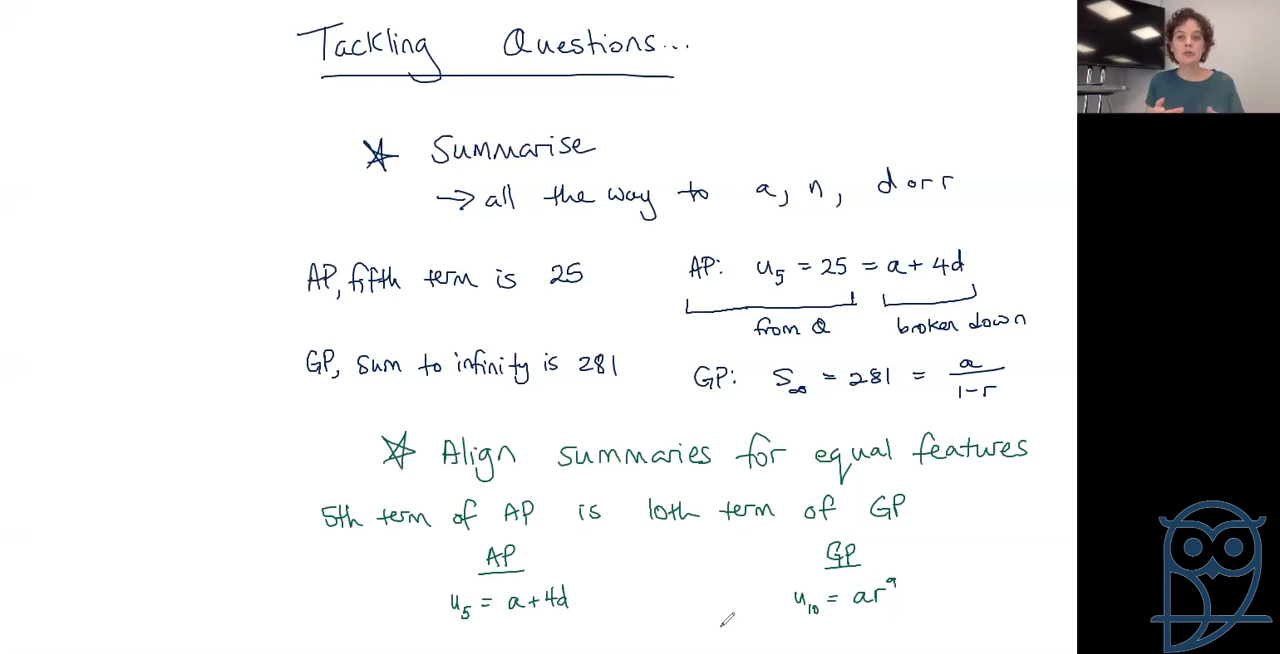 Tackling Questions...
☆ Summarise
→ all the way to a, n, d or r
AP, fifth term is 25
AP: u₅ = 25 = a + 4d
from Q
broken down
GP, sum to infinity is 281
GP: S∞ = 281 = a/(1-r)
☆ Align summaries for equal features
5th term of AP is 10th term of GP
AP
GP
u₅ = a + 4d
u₁₀ = ar⁹